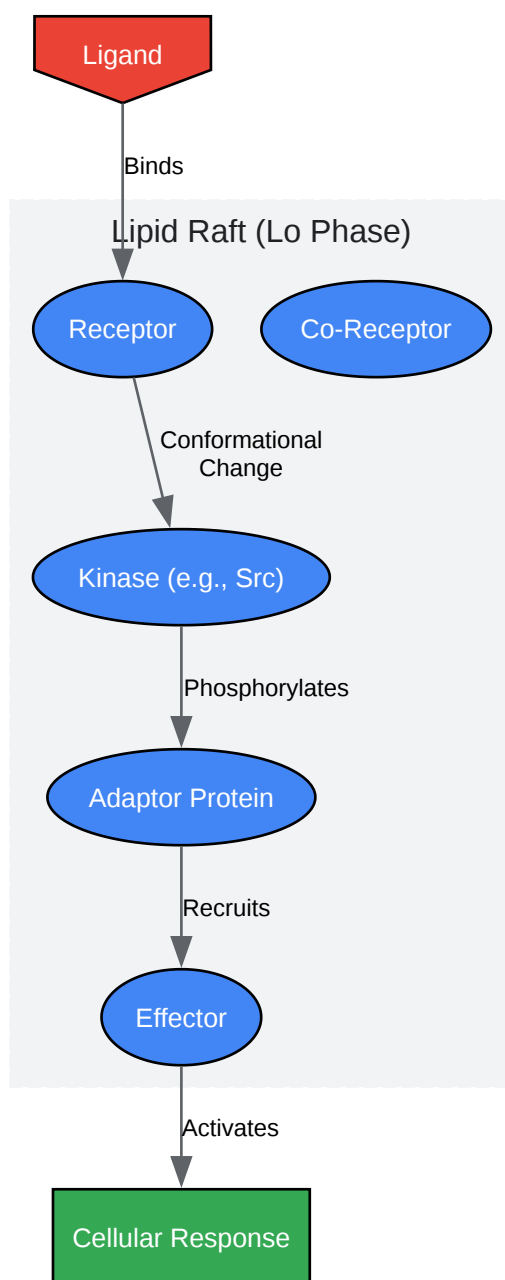 Ligand
Binds
Lipid Raft (Lo Phase)
Receptor
Co-Receptor
Conformational
Change
Kinase (e.g., Src)
Phosphorylates
Adaptor Protein
Recruits
Effector
Activates
Cellular Response